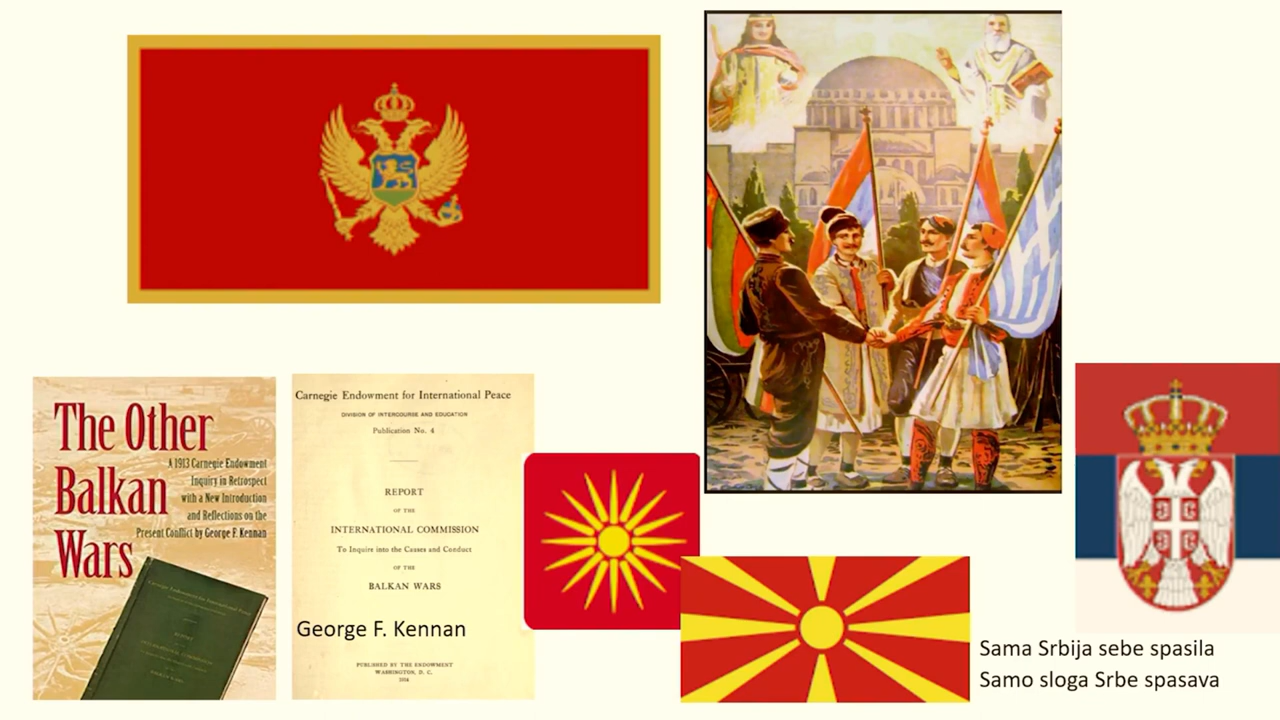 The Other
Balkan
Wars
A 1913 Carnegie Endowment
Inquiry in Retrospect
with a New Introduction
and Reflections on the
Present Conflict by George F. Kennan
Carnegie Endowment for International Peace
DIVISION OF INTERCOURSE AND EDUCATION
Publication No. 4
REPORT
OF THE
INTERNATIONAL COMMISSION
To Inquire into the Causes and Conduct
OF THE
BALKAN WARS
George F. Kennan
PUBLISHED BY THE ENDOWMENT
WASHINGTON, D. C.
Sama Srbija sebe spasila
Samo sloga Srbe spasava